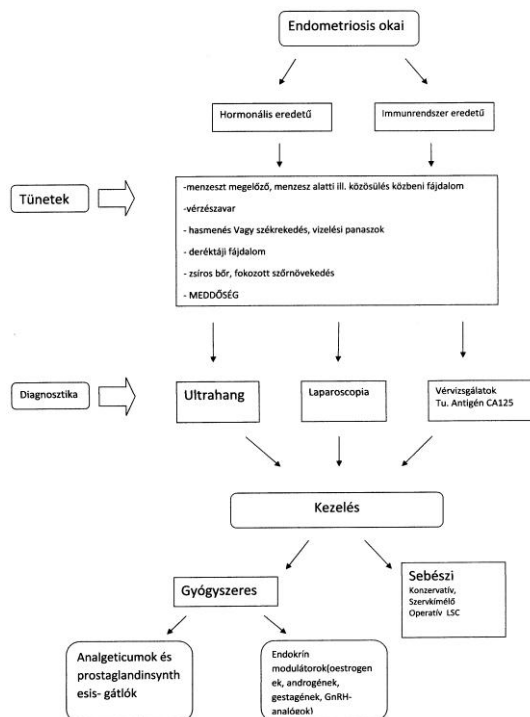 Endometriosis okai
Hormonális eredetű
Immunrendszer eredetű
Tünetek
-menzeszt megelőző, menzesz alatti ill. közösülés közbeni fájdalom
-vérzészavar
- hasmenés Vagy székrekedés, vizelési panaszok
- deréktáji fájdalom
- zsíros bőr, fokozott szőrnövekedés
- MEDDŐSÉG
Diagnosztika
Ultrahang
Laparoscopia
Vérvizsgálatok
Tu. Antigén CA125
Kezelés
Gyógyszeres
Sebészi
Konzervatív,
Szervkímélő
Operatív LSC
Analgeticumok és
prostaglandinsynth
esis- gátlók
Endokrín
modulátorok(oestrogen
ek, androgének,
gestagének, GnRH-
analógok)